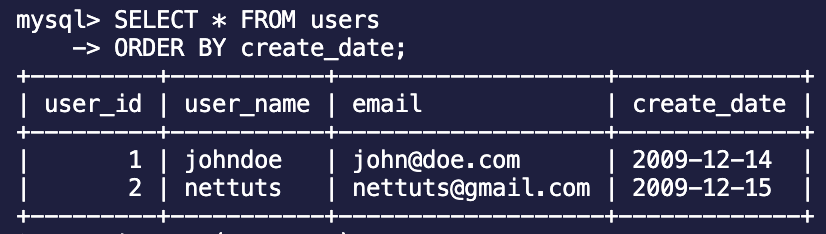 mysql> SELECT * FROM users
    -> ORDER BY create_date;
+---------+-----------+-------------------+-------------+
| user_id | user_name | email             | create_date |
+---------+-----------+-------------------+-------------+
|       1 | johndoe   | john@doe.com      | 2009-12-14  |
|       2 | nettuts   | nettuts@gmail.com | 2009-12-15  |
+---------+-----------+-------------------+-------------+